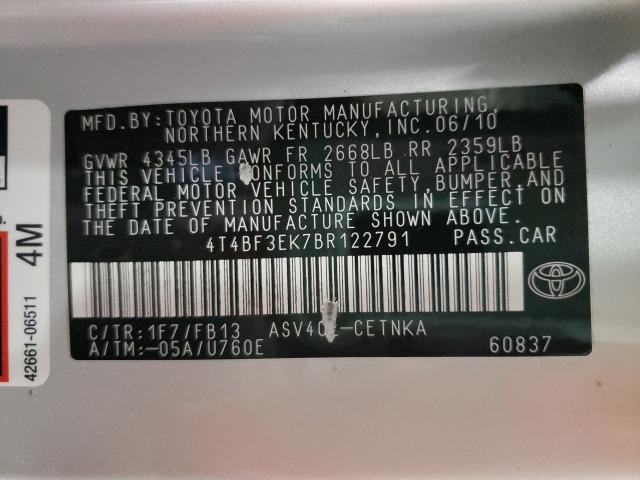 MFD.BY:TOYOTA MOTOR MANUFACTURING,
NORTHERN KENTUCKY, INC. 06/10
GVWR 4345LB GAWR FR 2668LB RR 2359LB
THIS VEHICLE CONFORMS TO ALL APPLICABLE
FEDERAL MOTOR VEHICLE SAFETY, BUMPER, AND
THEFT PREVENTION STANDARDS IN EFFECT ON
THE DATE OF MANUFACTURE SHOWN ABOVE.
4T4BF3EK7BR122791 PASS.CAR
C/TR:1F7/FB13 ASV40L-CETNKA
A/TM:-05A/U760E 60837
4M
42661-06511